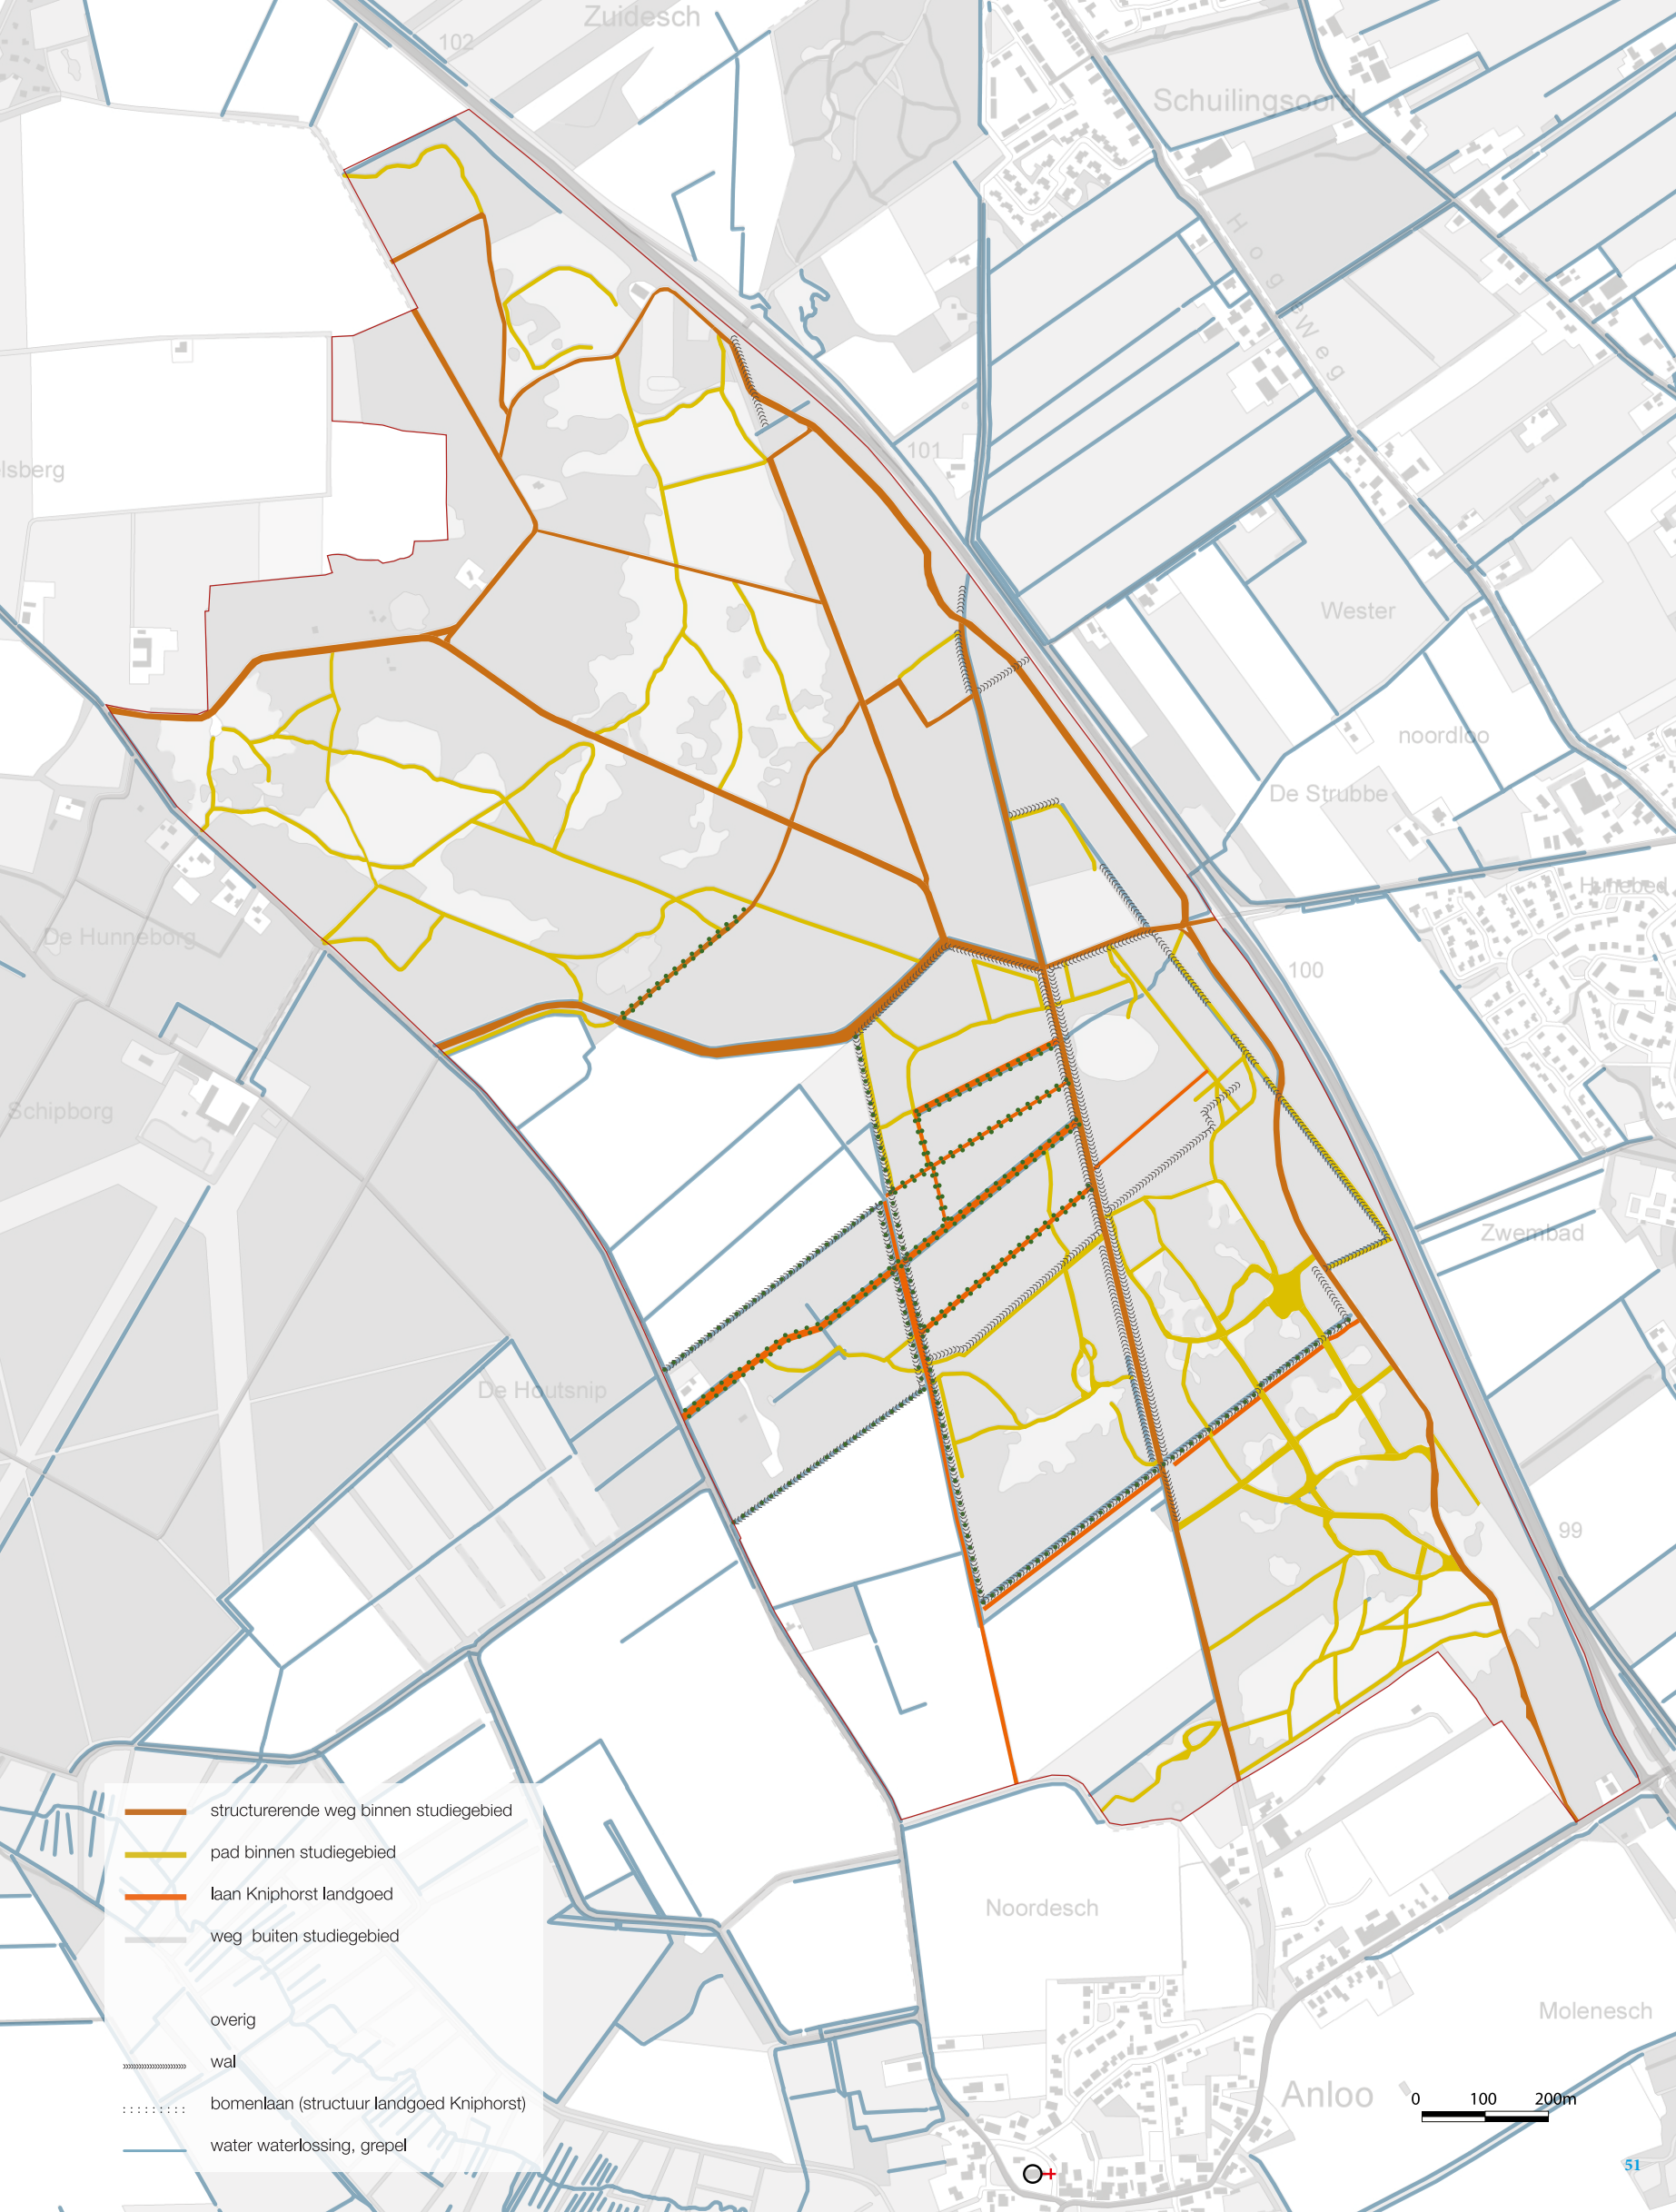 Zuidesch
102
Schuilingsoord
Hogeweg
101
lsberg
Wester
noordloo
De Strubbe
Hunebed
De Hunneborg
100
Schipborg
Zwembad
De Houtsnip
99
structurerende weg binnen studiegebied
pad binnen studiegebied
laan Kniphorst landgoed
weg buiten studiegebied
overig
wal
bomenlaan (structuur landgoed Kniphorst)
water waterlossing, grepel
Noordesch
Molenesch
Anloo
0 100 200m
51